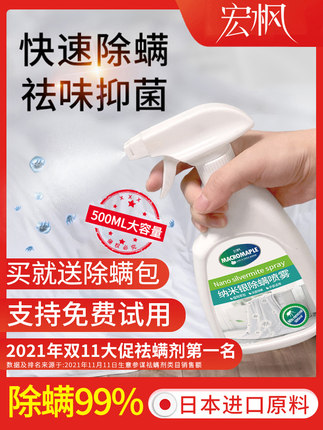 宏枫
快速除螨
祛味抑菌
500ML大容量
MACROMAPLE
Nano silvermite spray
纳米银除螨喷雾
买就送除螨包
支持免费试用
2021年双11大促祛螨剂第一名
数据及排名来源于:2021年11月11日生意参谋祛螨剂类目销售额
除螨99%
日本进口原料